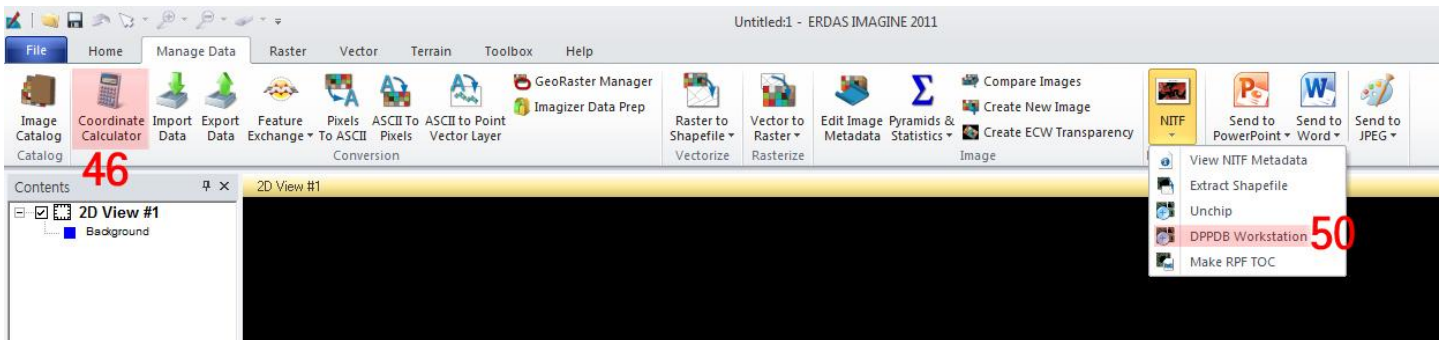 Untitled:1 - ERDAS IMAGINE 2011
File Home Manage Data Raster Vector Terrain Toolbox Help
Image Catalog
Coordinate Calculator
Import Data
Export Data
Feature Exchange
Pixels To ASCII
ASCII To Pixels
ASCII to Point Vector Layer
GeoRaster Manager
Imagizer Data Prep
Raster to Shapefile
Vector to Raster
Edit Image Metadata
Pyramids & Statistics
Compare Images
Create New Image
Create ECW Transparency
NITF
Send to PowerPoint
Send to Word
Send to JPEG
Catalog
Conversion
Vectorize
Rasterize
Image
46
View NITF Metadata
Extract Shapefile
Unchip
DPPDB Workstation
50
Make RPF TOC
Contents
2D View #1
2D View #1
Background